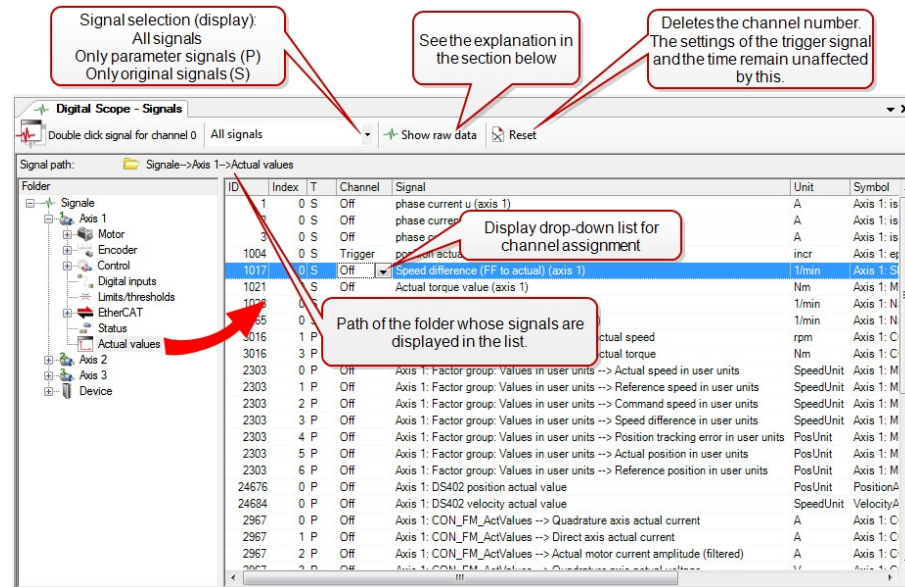 Signal selection (display):
All signals
Only parameter signals (P)
Only original signals (S)
See the explanation in
the section below
Deletes the channel number.
The settings of the trigger signal
and the time remain unaffected
by this.
Digital Scope - Signals
Double click signal for channel 0 All signals Show raw data Reset
Signal path: Signale-->Axis 1-->Actual values
Folder
Signale
Axis 1
Motor
Encoder
Control
Digital inputs
Limits/thresholds
EtherCAT
Status
Actual values
Axis 2
Axis 3
Device
ID Index T Channel Signal Unit Symbol
1 0 S Off phase current u (axis 1) A Axis 1: is
0 S Off phase A Axis 1: is
3 0 S Off phase A Axis 1: is
Display drop-down list for
channel assignment
1004 0 S Trigger position actua incr Axis 1: ep
1017 0 S Off Speed difference (FF to actual) (axis 1) 1/min Axis 1: S
1021 S Off Actual torque value (axis 1) Nm Axis 1: M
0 1/min Axis 1: N
0 1/min Axis 1: N
Path of the folder whose signals are
displayed in the list.
3016 1 P ctual speed rpm Axis 1: C
3016 3 P ctual torque Nm Axis 1: C
2303 0 P Off Axis 1: Factor group: Values in user units --> Actual speed in user units SpeedUnit Axis 1: M
2303 1 P Off Axis 1: Factor group: Values in user units --> Reference speed in user units SpeedUnit Axis 1: M
2303 2 P Off Axis 1: Factor group: Values in user units --> Command speed in user units SpeedUnit Axis 1: M
2303 3 P Off Axis 1: Factor group: Values in user units --> Speed difference in user units SpeedUnit Axis 1: M
2303 4 P Off Axis 1: Factor group: Values in user units --> Position tracking error in user units PosUnit Axis 1: M
2303 5 P Off Axis 1: Factor group: Values in user units --> Actual position in user units PosUnit Axis 1: M
2303 6 P Off Axis 1: Factor group: Values in user units --> Reference position in user units PosUnit Axis 1: M
24676 0 P Off Axis 1: DS402 position actual value PosUnit PositionA
24684 0 P Off Axis 1: DS402 velocity actual value SpeedUnit VelocityA
2967 0 P Off Axis 1: CON_FM_ActValues --> Quadrature axis actual current A Axis 1: C
2967 1 P Off Axis 1: CON_FM_ActValues --> Direct axis actual current A Axis 1: C
2967 2 P Off Axis 1: CON_FM_ActValues --> Actual motor current amplitude (filtered) A Axis 1: C